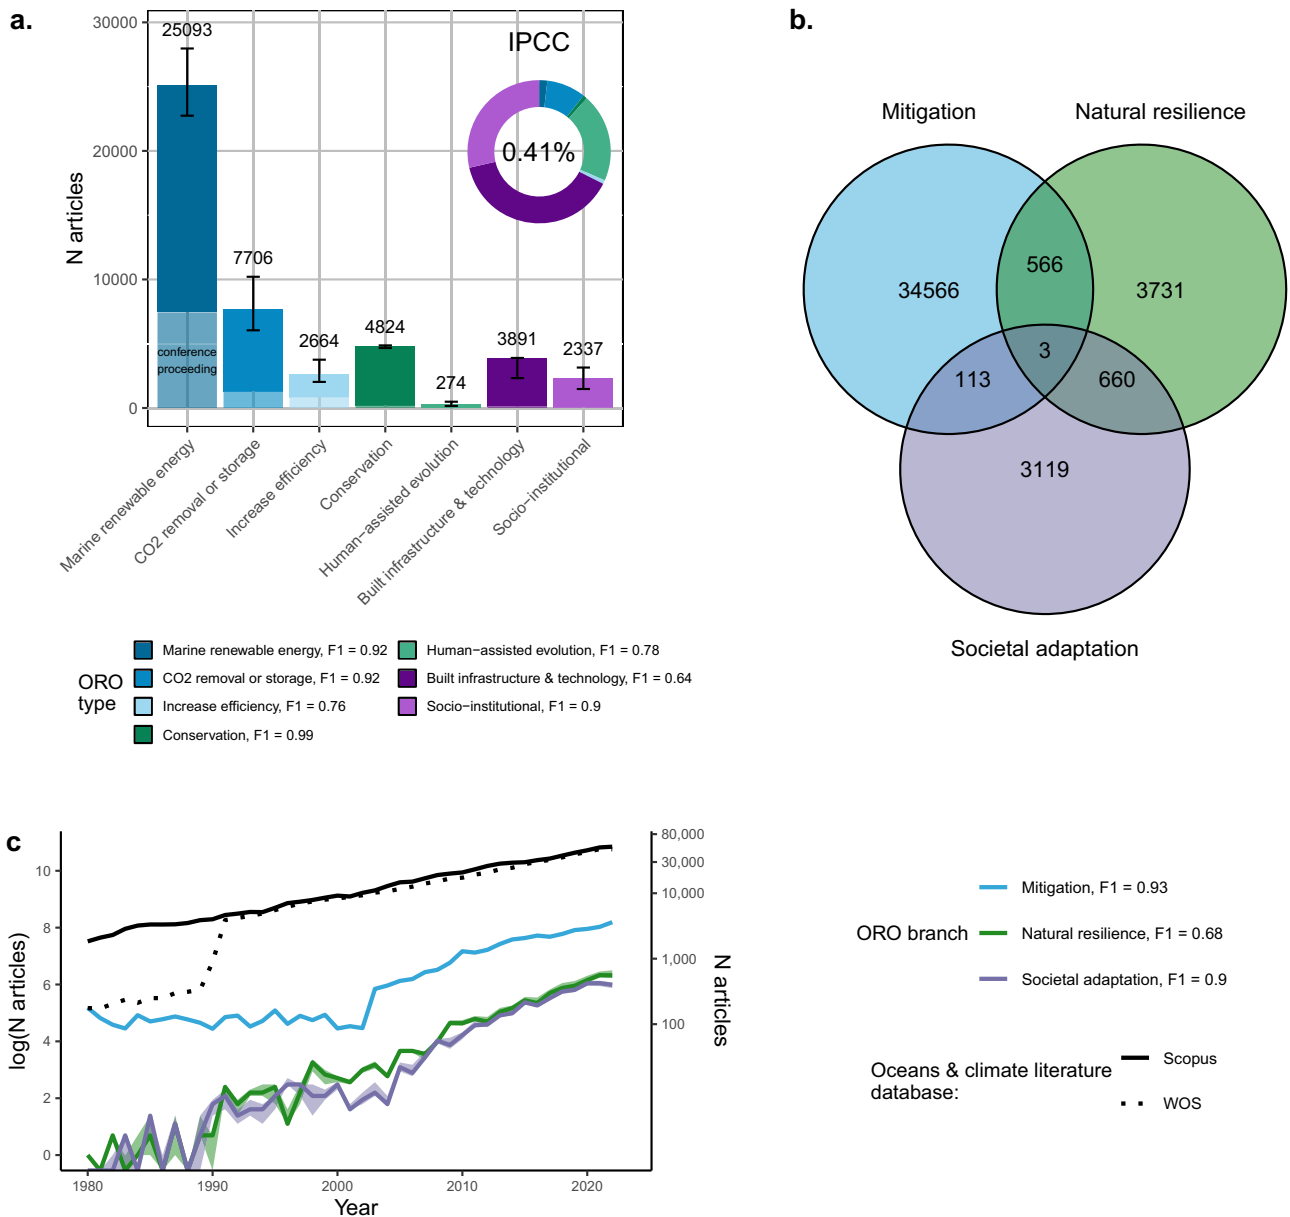 a.
30000
20000
10000
0
N articles
25093
7706
2664
4824
274
3891
2337
conference
proceeding
IPCC
0.41%
Marine renewable energy
CO2 removal or storage
Increase efficiency
Conservation
Human−assisted evolution
Built infrastructure & technology
Socio−institutional
ORO
type
Marine renewable energy, F1 = 0.92
CO2 removal or storage, F1 = 0.92
Increase efficiency, F1 = 0.76
Conservation, F1 = 0.99
Human−assisted evolution, F1 = 0.78
Built infrastructure & technology, F1 = 0.64
Socio−institutional, F1 = 0.9
b.
Mitigation
Natural resilience
34566
566
3731
3
113
660
3119
Societal adaptation
c
10
8
6
4
2
0
log(N articles)
80,000
30,000
10,000
1,000
100
N articles
1980
1990
2000
2010
2020
Year
ORO branch
Mitigation, F1 = 0.93
Natural resilience, F1 = 0.68
Societal adaptation, F1 = 0.9
Oceans & climate literature
database:
Scopus
WOS